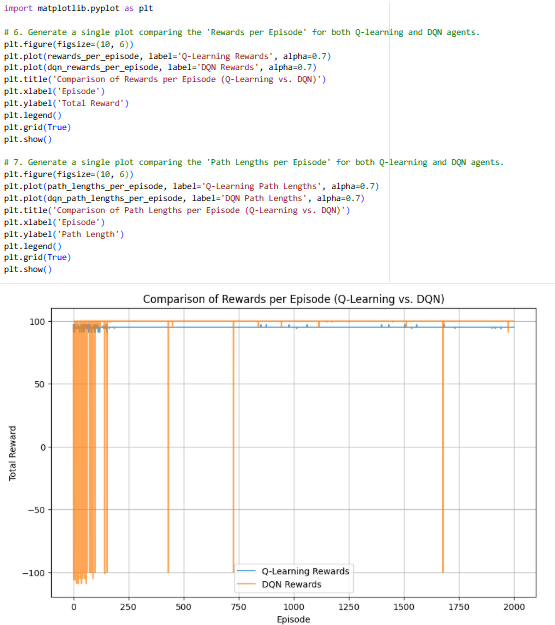 import matplotlib.pyplot as plt
# 6. Generate a single plot comparing the 'Rewards per Episode' for both Q-learning and DQN agents.
plt.figure(figsize=(10, 6))
plt.plot(rewards_per_episode, label='Q-Learning Rewards', alpha=0.7)
plt.plot(dqn_rewards_per_episode, label='DQN Rewards', alpha=0.7)
plt.title('Comparison of Rewards per Episode (Q-Learning vs. DQN)')
plt.xlabel('Episode')
plt.ylabel('Total Reward')
plt.legend()
plt.grid(True)
plt.show()
# 7. Generate a single plot comparing the 'Path Lengths per Episode' for both Q-learning and DQN agents.
plt.figure(figsize=(10, 6))
plt.plot(path_lengths_per_episode, label='Q-Learning Path Lengths', alpha=0.7)
plt.plot(dqn_path_lengths_per_episode, label='DQN Path Lengths', alpha=0.7)
plt.title('Comparison of Path Lengths per Episode (Q-Learning vs. DQN)')
plt.xlabel('Episode')
plt.ylabel('Path Length')
plt.legend()
plt.grid(True)
plt.show()
Comparison of Rewards per Episode (Q-Learning vs. DQN)
100
50
0
−50
−100
Total Reward
Q-Learning Rewards
DQN Rewards
0 250 500 750 1000 1250 1500 1750 2000
Episode